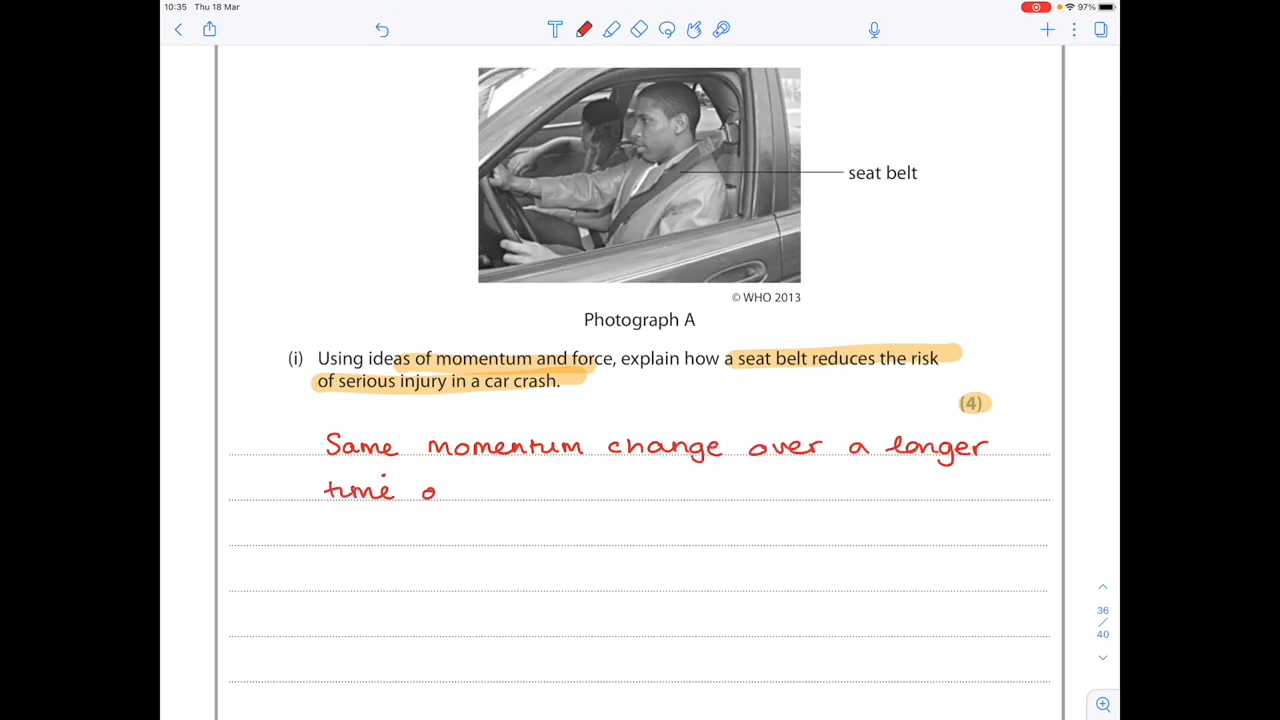 10:35 Thu 18 Mar
97%
T
seat belt
© WHO 2013
Photograph A
(i) Using ideas of momentum and force, explain how a seat belt reduces the risk
of serious injury in a car crash.
(4)
Same momentum change over a longer
time o
36
/
40